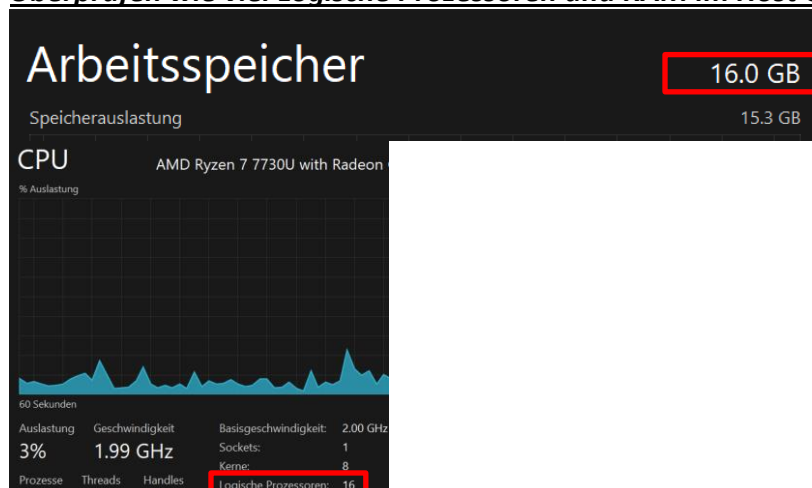 Arbeitsspeicher
16.0 GB
Speicherauslastung
15.3 GB
CPU
AMD Ryzen 7 7730U with Radeon
% Auslastung
60 Sekunden
Auslastung Geschwindigkeit Basisgeschwindigkeit: 2.00 GHz
3% 1.99 GHz Sockets: 1
Kerne: 8
Prozesse Threads Handles Logische Prozessoren: 16